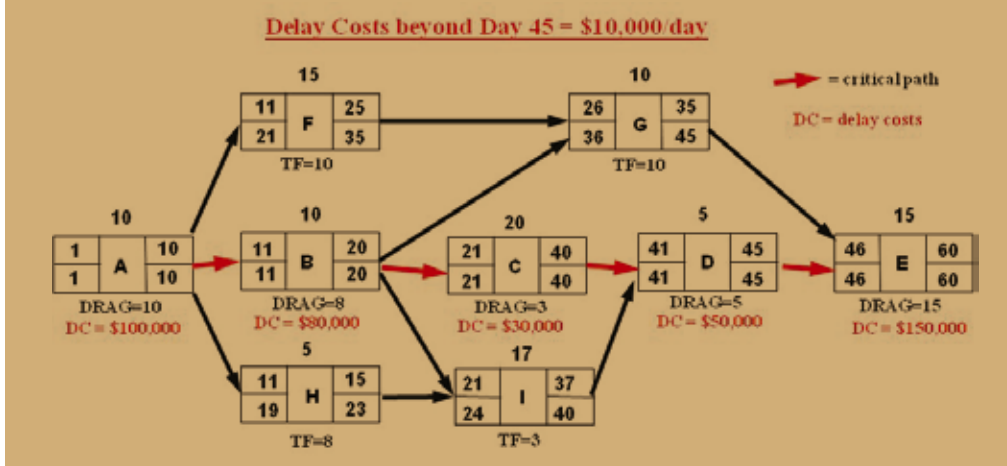 Delay Costs beyond Day 45 = $10,000/day
15
10
= critical path
11 25
F
21 35
TF=10
26 35
G
36 45
TF=10
DC = delay costs
10
10
20
5
15
1 10
A
1 10
DRAG=10
DC = $100,000
11 20
B
11 20
DRAG=8
DC = $80,000
21 40
C
21 40
DRAG=3
DC = $30,000
41 45
D
41 45
DRAG=5
DC = $50,000
46 60
E
46 60
DRAG=15
DC = $150,000
5
17
11 15
H
19 23
TF=8
21 37
I
24 40
TF=3